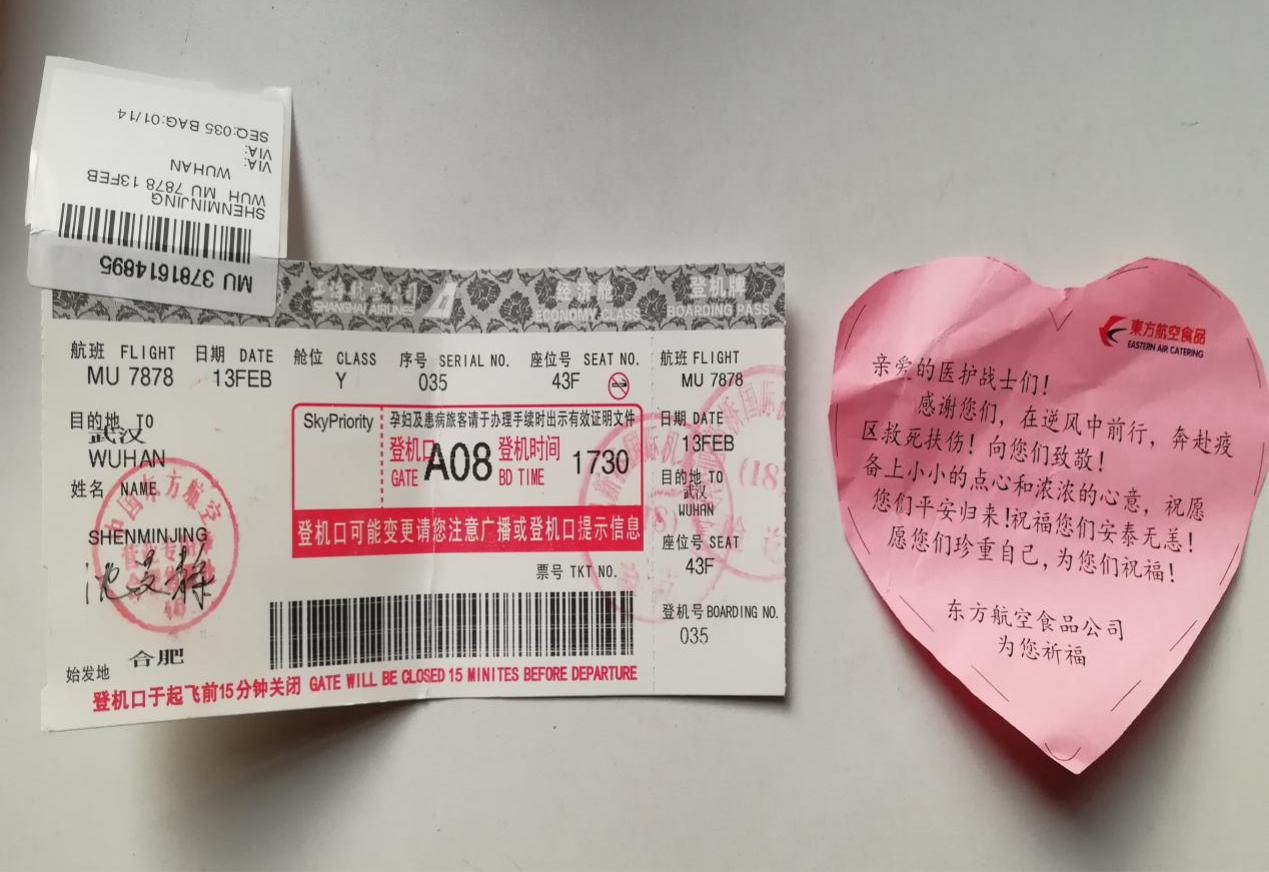 SEQ:035 BAG:01/14
VIA:
VIA:
WUHAN
WUH MU 7878 13FEB
SHENMINJING
MU 3781614895
上海航空公司
SHANGHAI AIRLINES
经济舱
ECONOMY CLASS
登机牌
BOARDING PASS
航班 FLIGHT 日期 DATE 舱位 CLASS 序号 SERIAL NO. 座位号 SEAT NO.
MU 7878 13FEB Y 035 43F
目的地 TO
武汉
WUHAN
姓名 NAME
SHENMINJING
SkyPriority
孕妇及患病旅客请于办理手续时出示有效证明文件
登机口 登机时间
GATE A08 BD TIME 1730
登机口可能变更请您注意广播或登机口提示信息
票号 TKT NO.
始发地 合肥
登机口于起飞前15分钟关闭 GATE WILL BE CLOSED 15 MINITES BEFORE DEPARTURE
航班 FLIGHT
MU 7878
日期 DATE
13FEB
目的地 TO
武汉
WUHAN
座位号 SEAT
43F
登机号 BOARDING NO.
035
中国东方航空
東方航空食品
EASTERN AIR CATERING
亲爱的医护战士们！
感谢您们，在逆风中前行，奔赴疫
区救死扶伤！向您们致敬！
备上小小的点心和浓浓的心意，祝愿
您们平安归来！祝福您们安泰无恙！
愿您们珍重自己，为您们祝福！
东方航空食品公司
为您祈福